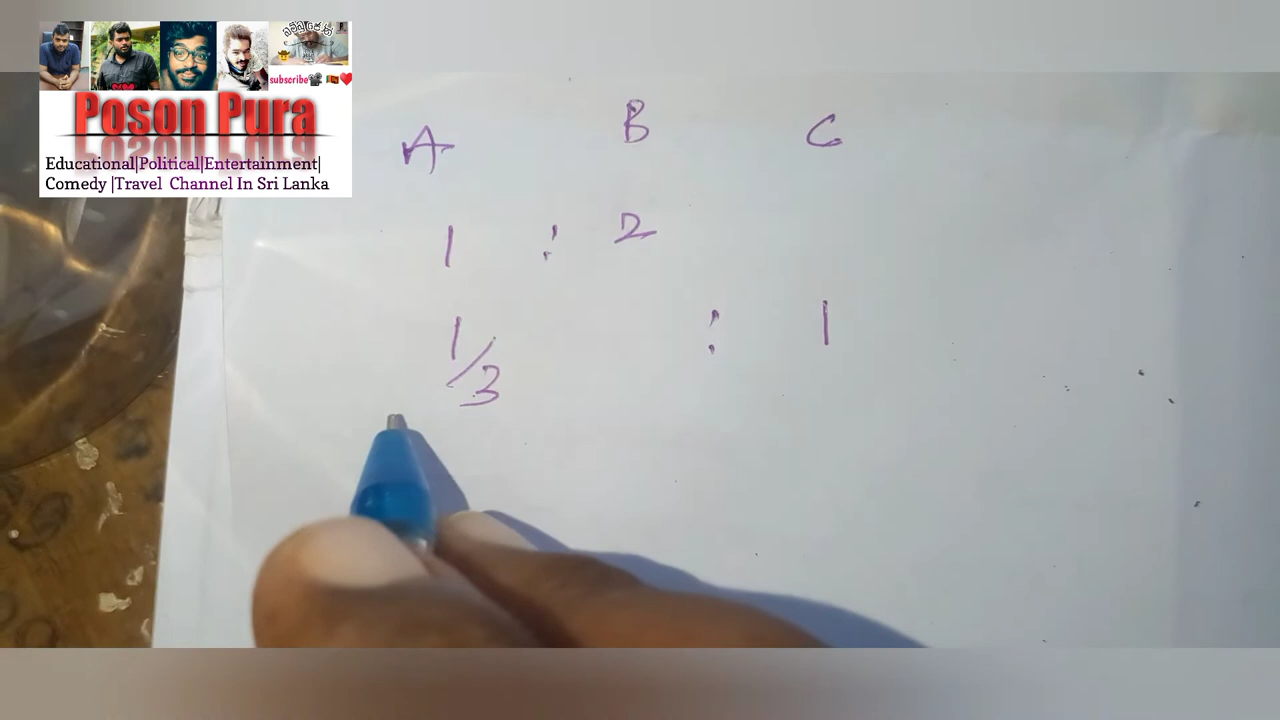 subscribe
Poson Pura
Educational|Political|Entertainment|
Comedy |Travel Channel In Sri Lanka
A B C
1 : 2
1/3 : 1